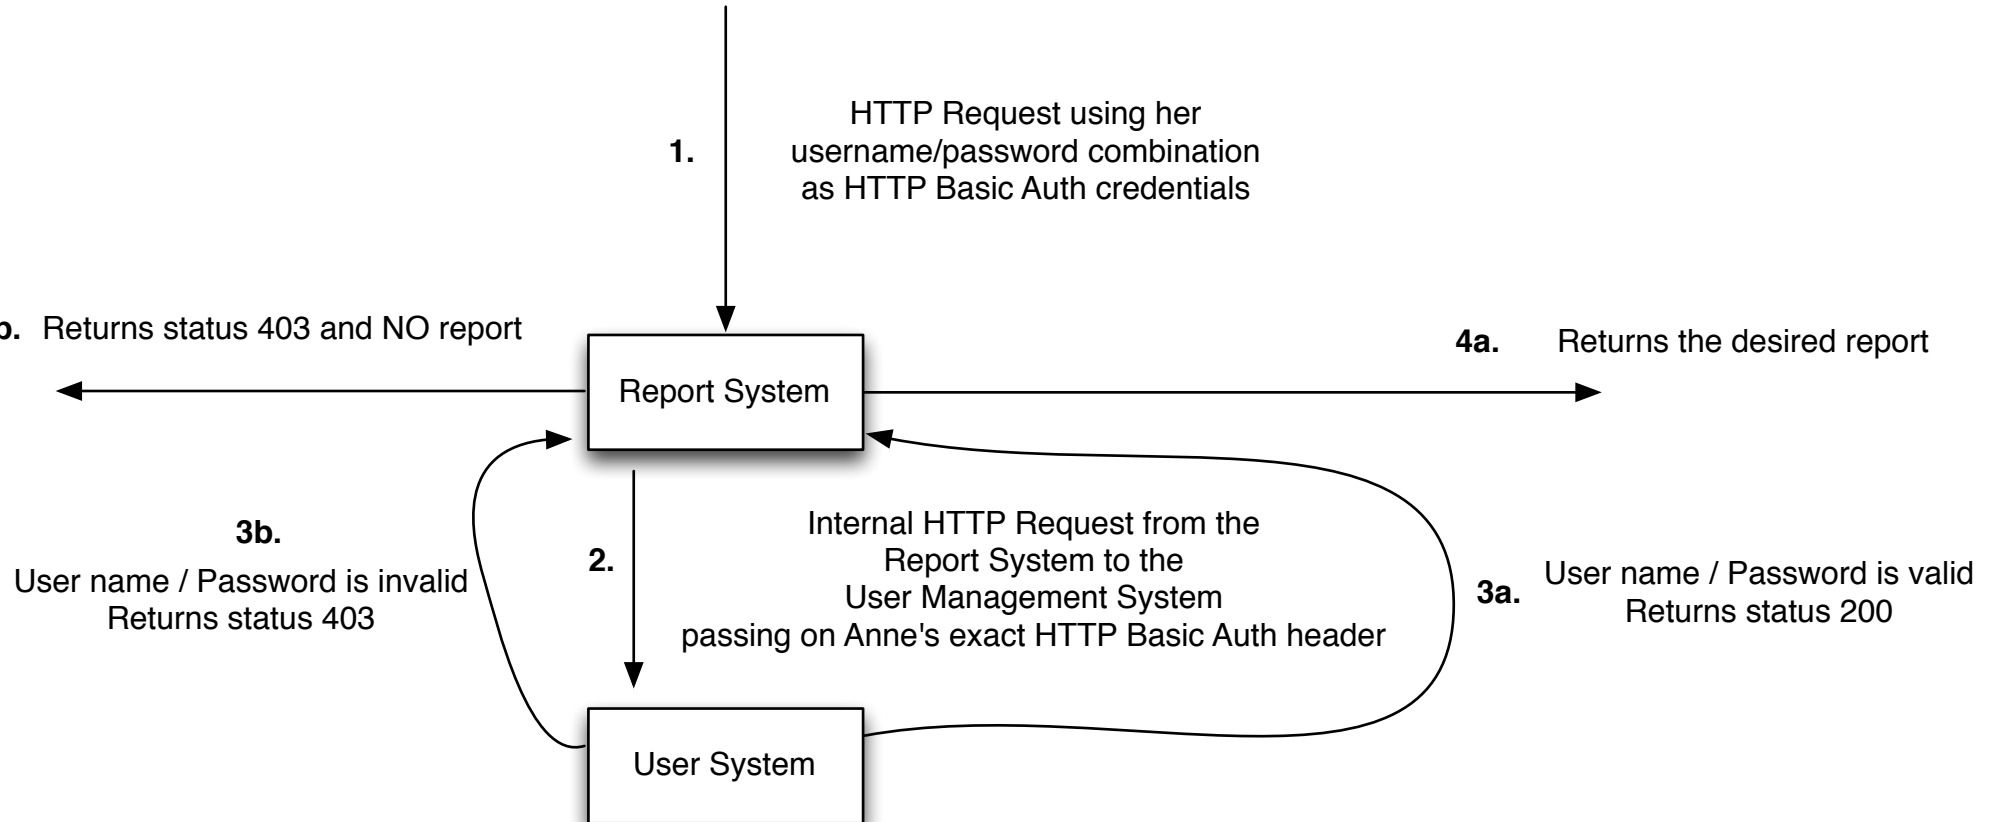 HTTP Request using her
1. username/password combination
as HTTP Basic Auth credentials
Returns status 403 and NO report
4a. Returns the desired report
Report System
3b.
User name / Password is invalid
Returns status 403
2.
Internal HTTP Request from the
Report System to the
User Management System
passing on Anne's exact HTTP Basic Auth header
3a.
User name / Password is valid
Returns status 200
User System